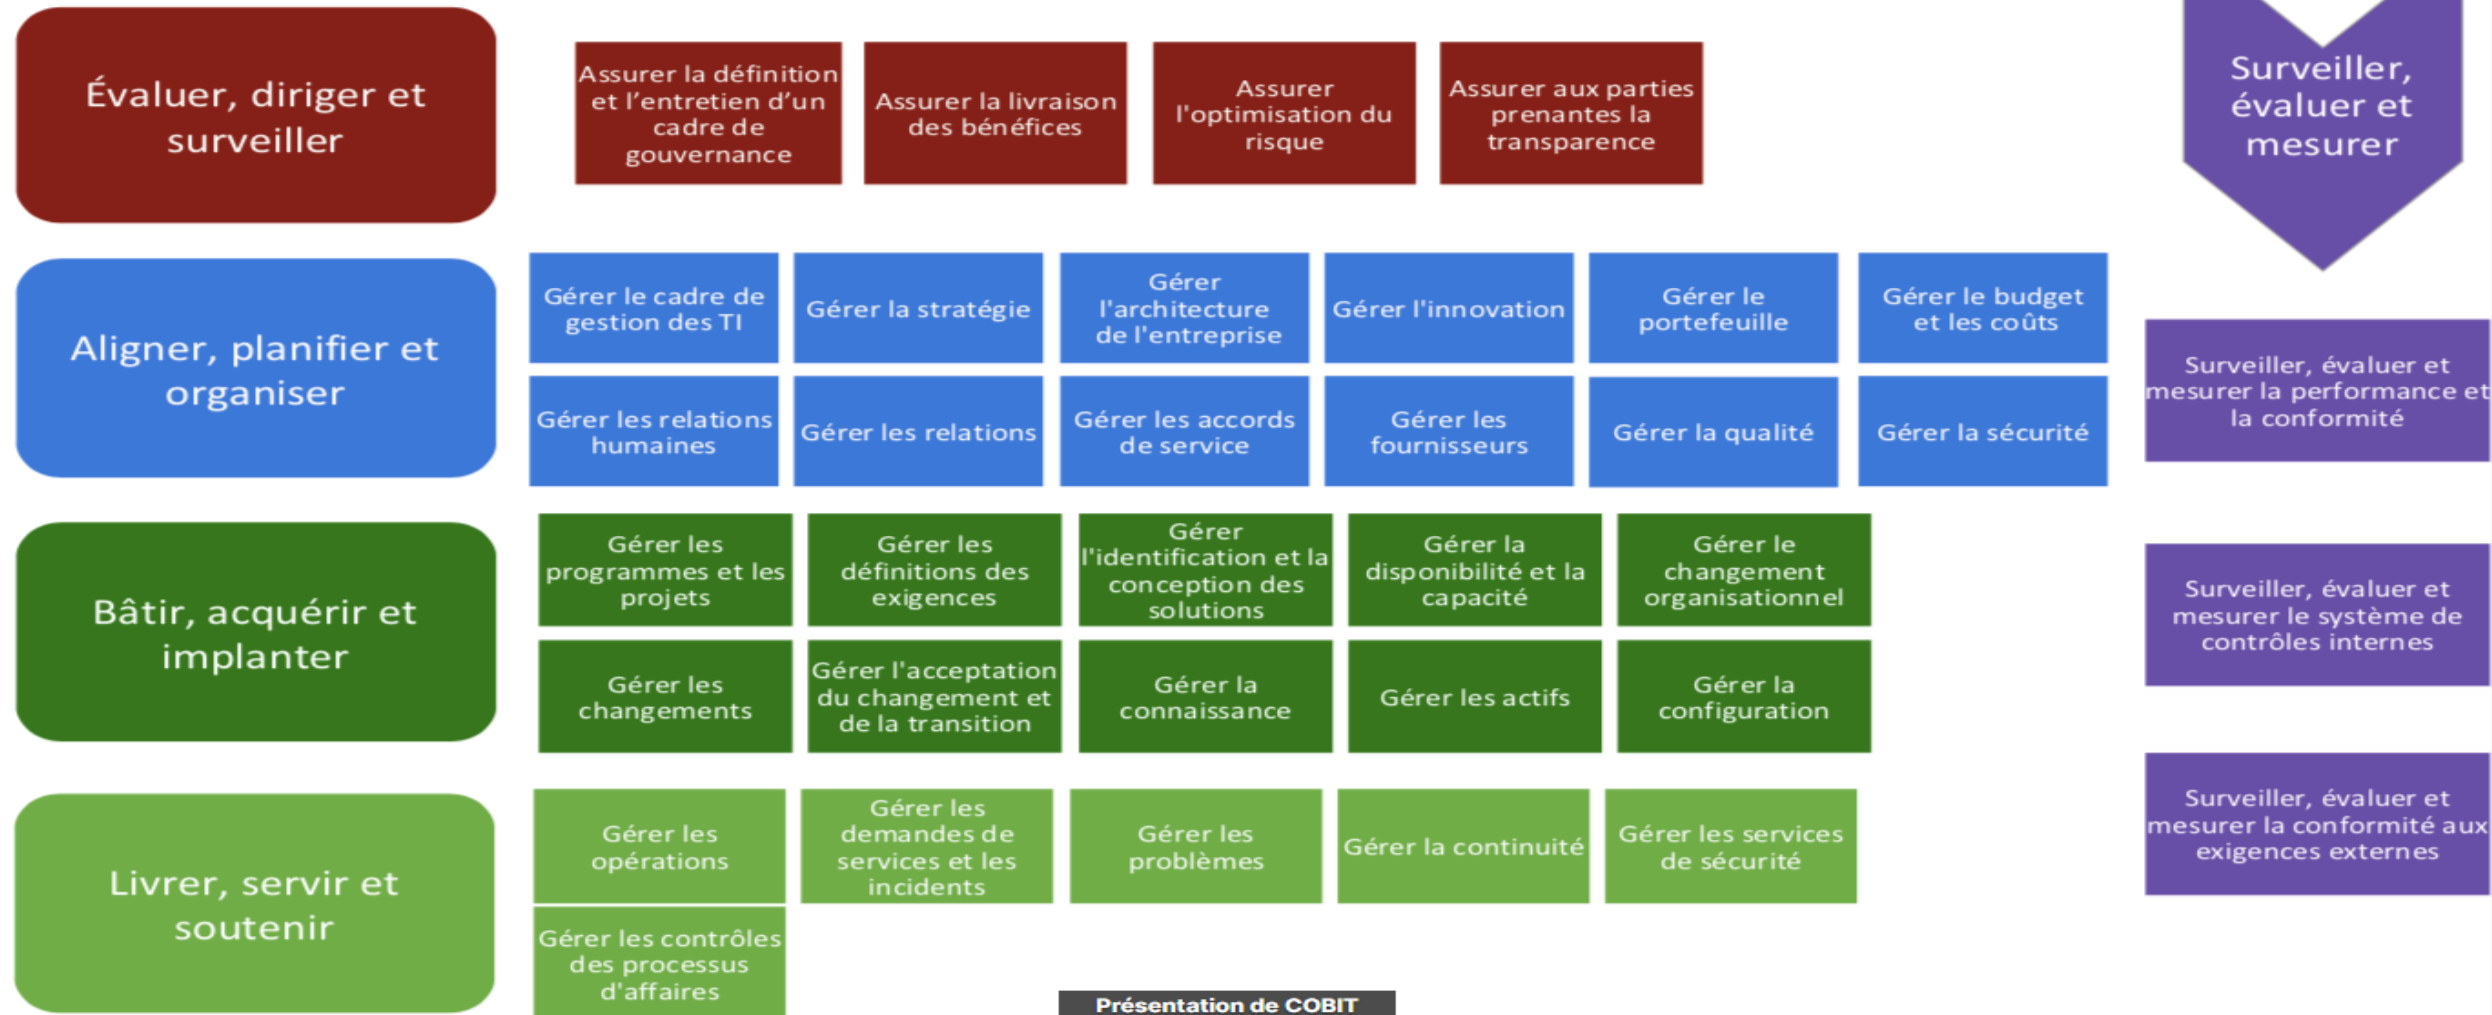 Évaluer, diriger et
surveiller
Assurer la définition
et l’entretien d’un
cadre de
gouvernance
Assurer la livraison
des bénéfices
Assurer
l'optimisation du
risque
Assurer aux parties
prenantes la
transparence
Surveiller,
évaluer et
mesurer
Aligner, planifier et
organiser
Gérer le cadre de
gestion des TI
Gérer la stratégie
Gérer
l'architecture
de l'entreprise
Gérer l'innovation
Gérer le
portefeuille
Gérer le budget
et les coûts
Gérer les relations
humaines
Gérer les relations
Gérer les accords
de service
Gérer les
fournisseurs
Gérer la qualité
Gérer la sécurité
Surveiller, évaluer et
mesurer la performance et
la conformité
Bâtir, acquérir et
implanter
Gérer les
programmes et les
projets
Gérer les
définitions des
exigences
Gérer
l'identification et la
conception des
solutions
Gérer la
disponibilité et la
capacité
Gérer le
changement
organisationnel
Gérer les
changements
Gérer l'acceptation
du changement et
de la transition
Gérer la
connaissance
Gérer les actifs
Gérer la
configuration
Surveiller, évaluer et
mesurer le système de
contrôles internes
Livrer, servir et
soutenir
Gérer les
opérations
Gérer les
demandes de
services et les
incidents
Gérer les
problèmes
Gérer la continuité
Gérer les services
de sécurité
Gérer les contrôles
des processus
d'affaires
Surveiller, évaluer et
mesurer la conformité aux
exigences externes
Présentation de COBIT